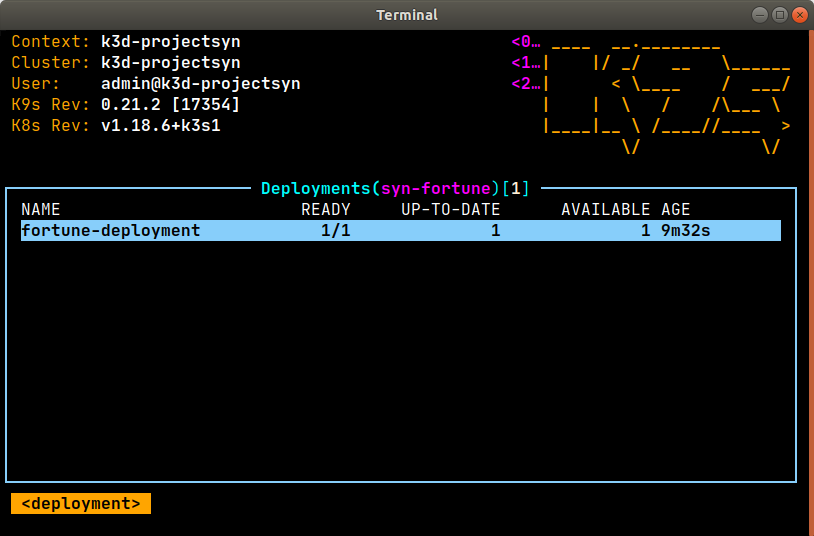 Terminal
Context: k3d-projectsyn <0…
Cluster: k3d-projectsyn <1…
User: admin@k3d-projectsyn <2…
K9s Rev: 0.21.2 [17354]
K8s Rev: v1.18.6+k3s1
Deployments(syn-fortune)[1]
NAME READY UP-TO-DATE AVAILABLE AGE
fortune-deployment 1/1 1 1 9m32s
<deployment>